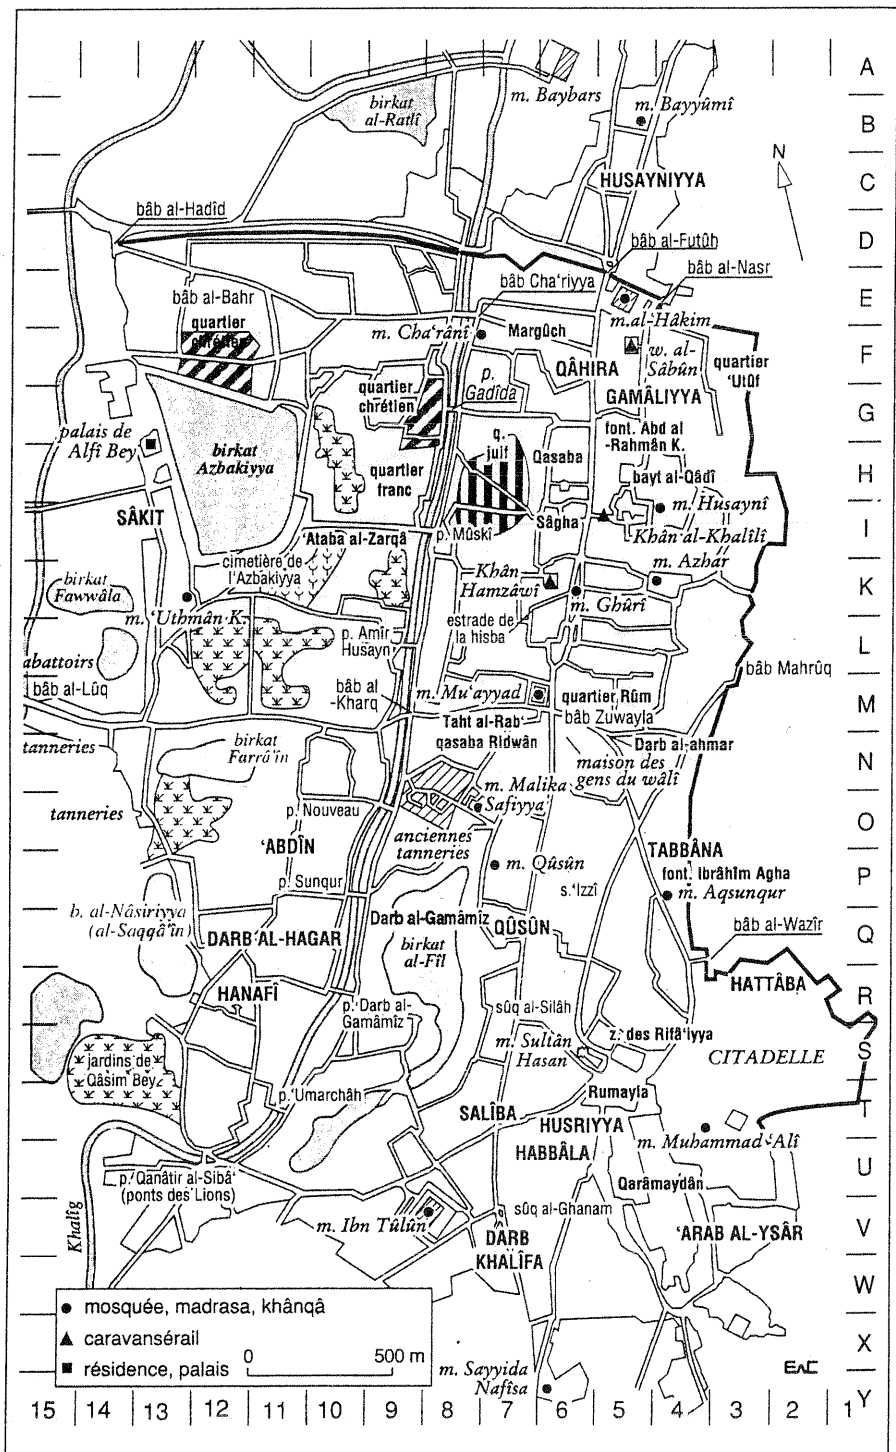 A
m. Baybars
birkat
al-Ratlî
m. Bayyûmî
B
N
HUSAYNIYYA
C
bâb al-Hadîd
bâb al-Futûh
D
bâb al-Nasr
bâb al-Bahr
bâb Cha‘riyya
E
quartier
chrétien
m. Cha‘rânî
Margûch
m.al-Hâkim
w. al-
Sâbûn
F
QÂHIRA
quartier
‘Utûf
quartier
chrétien
p.
Gadîda
GAMÂLIYYA
G
font. Abd al
-Rahmân K.
palais de
Alfî Bey
birkat
Azbakiyya
q.
juif
Qasaba
quartier
franc
bayt al-Qâdî
H
m. Husaynî
SÂKIT
Sâgha
Khân al-Khalîlî
I
‘Ataba al-Zarqâ
p. Mûskî
cimetière de
l'Azbakiyya
m. Azhar
birkat
Fawwâla
Khân
Hamzâwî
K
m. ‘Uthmân K.
m. Ghûrî
estrade de
la hisba
p. Amîr
Husayn
L
abattoirs
bâb Mahrûq
bâb al-Lûq
bâb al
-Kharq
m. Mu‘ayyad
quartier Rûm
M
Taht al-Rab‘
bâb Zuwayla
tanneries
birkat
Farrâ‘în
qasaba Ridwân
Darb al-ahmar
maison des
gens du wâlî
N
m. Malika
Safiyya
tanneries
p. Nouveau
O
anciennes
tanneries
‘ABDÎN
TABBÂNA
m. Qûsûn
font. Ibrâhîm Agha
P
p. Sunqur
s.‘Izzî
m. Aqsunqur
b. al-Nâsiriyya
(al-Saqqâ’în)
Darb al-Gamâmîz
QÛSÛN
bâb al-Wazîr
Q
DARB AL-HAGAR
birkat
al-Fîl
HATTÂBA
HANAFÎ
R
p. Darb al-
Gamâmîz
sûq al-Silâh
z. des Rifâ‘iyya
m. Sultân
Hasan
S
jardins de
Qâsim Bey
CITADELLE
p.‘Umarchâh
Rumayla
SALÎBA
T
HUSRIYYA
m. Muhammad ‘Alî
HABBÂLA
p. Qanâtir al-Sibâ‘
(ponts des Lions)
Qarâmaydân
U
Khalîg
m. Ibn Tûlûn
sûq al-Ghanam
‘ARAB AL-YSÂR
V
DARB
KHALÎFA
W
mosquée, madrasa, khânqâ
caravansérail
X
résidence, palais
0 500 m
m. Sayyida
Nafîsa
EAC
Y
15 14 13 12 11 10 9 8 7 6 5 4 3 2 1